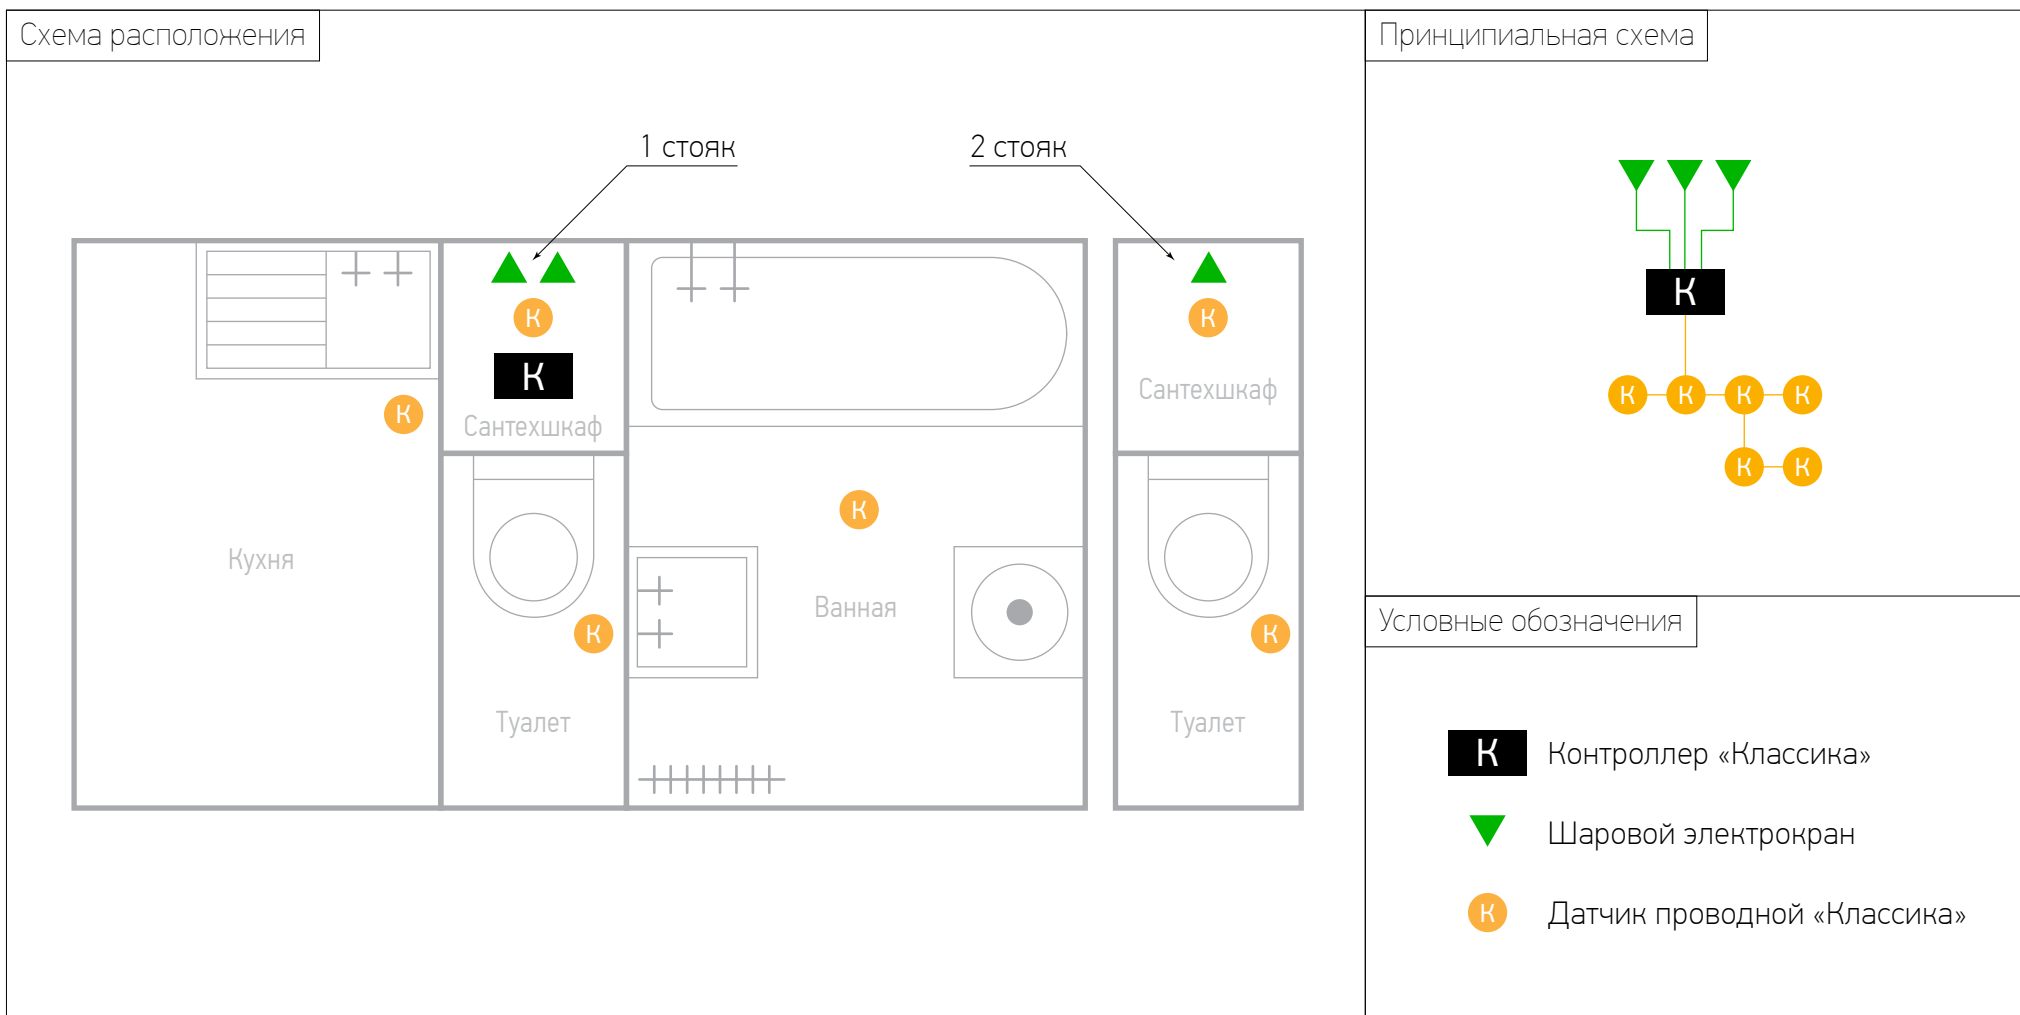 Схема расположения
1 стояк
2 стояк
К
К
К
Сантехшкаф
Сантехшкаф
К
К
Кухня
Ванная
К
К
Туалет
Туалет
Принципиальная схема
К
К К К К
К К
Условные обозначения
К Контроллер «Классика»
Шаровой электрокран
К Датчик проводной «Классика»